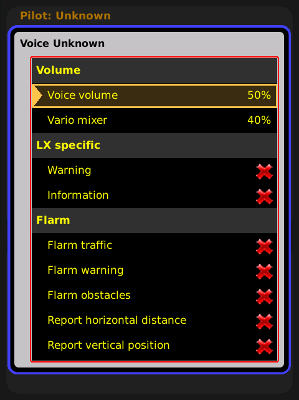 Pilot: Unknown
Voice Unknown
Volume
Voice volume 50%
Vario mixer 40%
LX specific
Warning
Information
Flarm
Flarm traffic
Flarm warning
Flarm obstacles
Report horizontal distance
Report vertical position